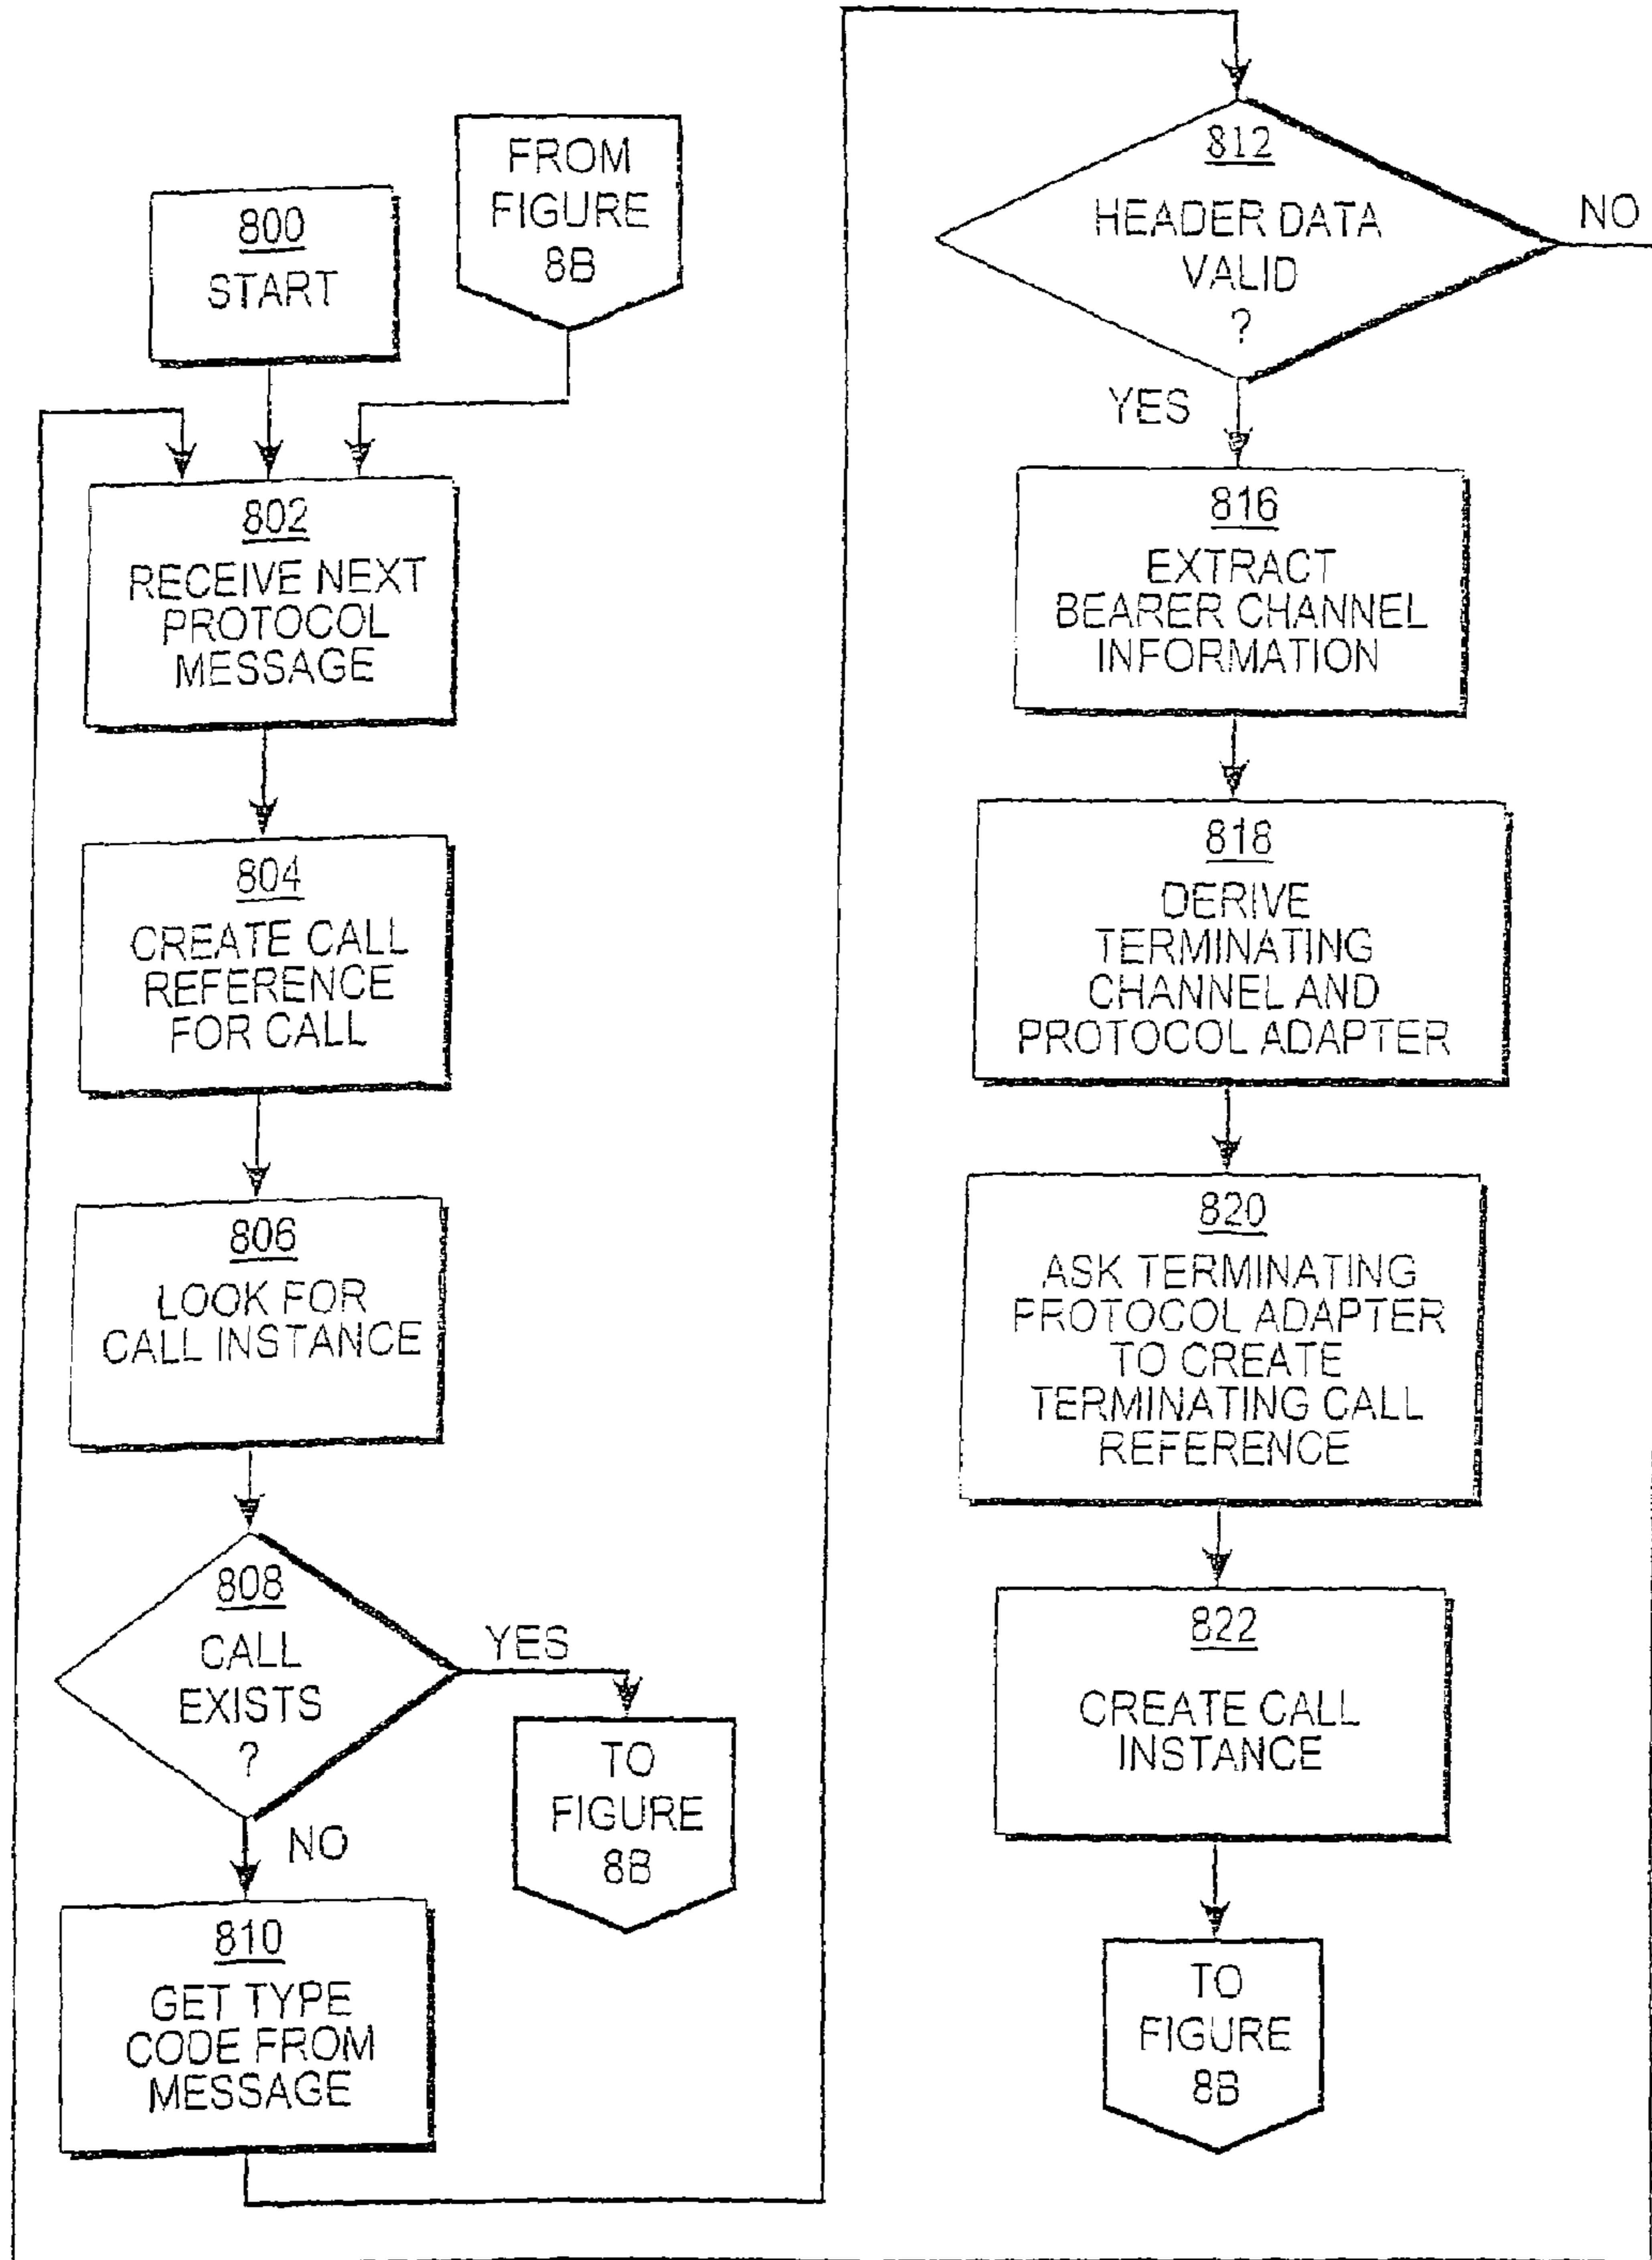 800
START
FROM
FIGURE
8B
802
RECEIVE NEXT
PROTOCOL
MESSAGE
804
CREATE CALL
REFERENCE
FOR CALL
806
LOOK FOR
CALL INSTANCE
808
CALL
EXISTS
?
YES
TO
FIGURE
8B
NO
810
GET TYPE
CODE FROM
MESSAGE
812
HEADER DATA
VALID
?
NO
YES
816
EXTRACT
BEARER CHANNEL
INFORMATION
818
DERIVE
TERMINATING
CHANNEL AND
PROTOCOL ADAPTER
820
ASK TERMINATING
PROTOCOL ADAPTER
TO CREATE
TERMINATING CALL
REFERENCE
822
CREATE CALL
INSTANCE
TO
FIGURE
8B